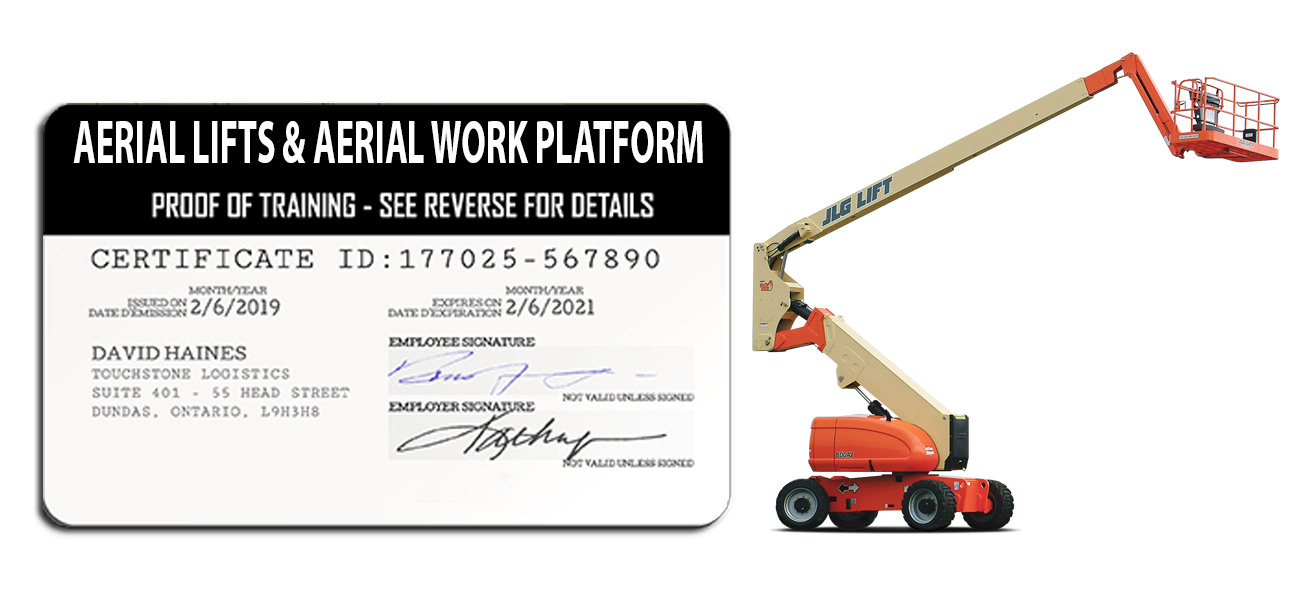 AERIAL LIFTS & AERIAL WORK PLATFORM
PROOF OF TRAINING - SEE REVERSE FOR DETAILS
CERTIFICATE ID:177025-567890
MONTH/YEAR
ISSUED ON
DATE D'EMISSION 2/6/2019
MONTH/YEAR
EXPIRES ON
DATE D'EXPIRATION 2/6/2021
DAVID HAINES
TOUCHSTONE LOGISTICS
SUITE 401 - 55 HEAD STREET
DUNDAS, ONTARIO, L9H3H8
EMPLOYEE SIGNATURE
NOT VALID UNLESS SIGNED
EMPLOYER SIGNATURE
NOT VALID UNLESS SIGNED
JLG LIFT
800AJ